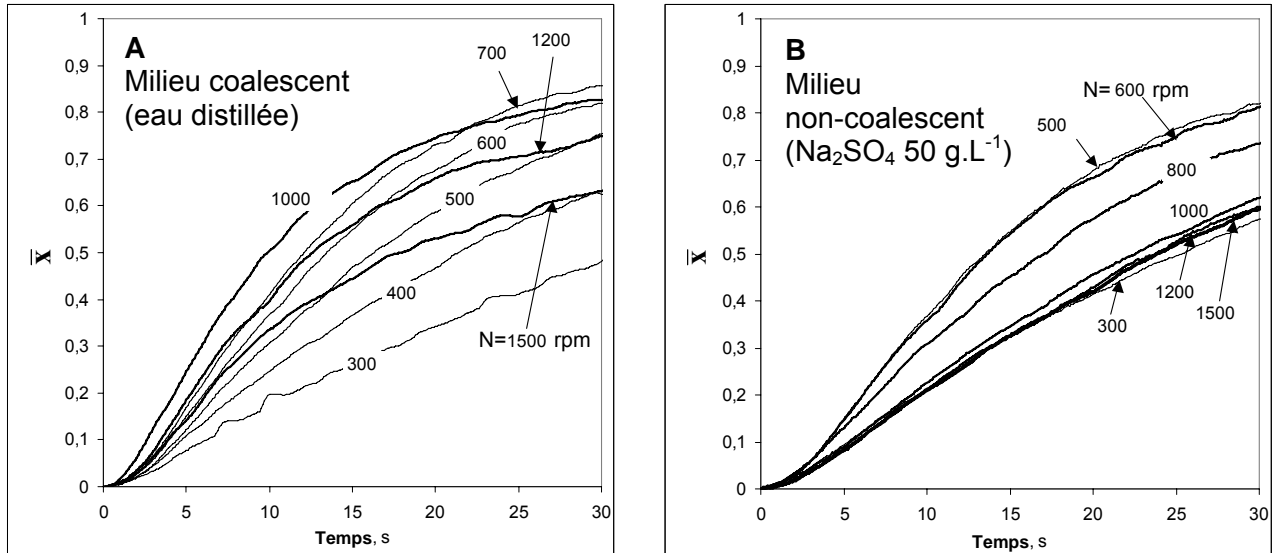 A
Milieu coalescent
(eau distillée)
1
0,9
0,8
0,7
0,6
0,5
0,4
0,3
0,2
0,1
0
x̅
700
1200
600
1000
500
400
N=1500 rpm
300
0 5 10 15 20 25 30
Temps, s
B
Milieu
non-coalescent
(Na₂SO₄ 50 g.L⁻¹)
1
0,9
0,8
0,7
0,6
0,5
0,4
0,3
0,2
0,1
0
x̅
N= 600 rpm
500
800
1000
1200
1500
300
0 5 10 15 20 25 30
Temps, s